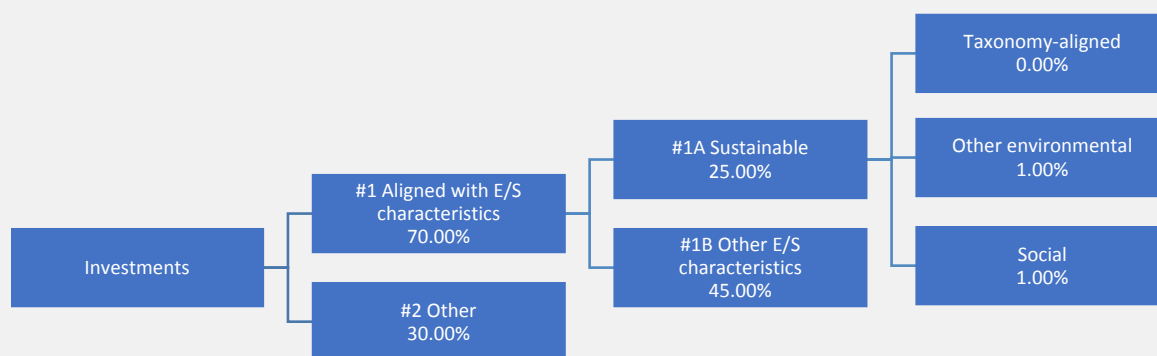 Investments
#1 Aligned with E/S
characteristics
70.00%
#2 Other
30.00%
#1A Sustainable
25.00%
#1B Other E/S
characteristics
45.00%
Taxonomy-aligned
0.00%
Other environmental
1.00%
Social
1.00%